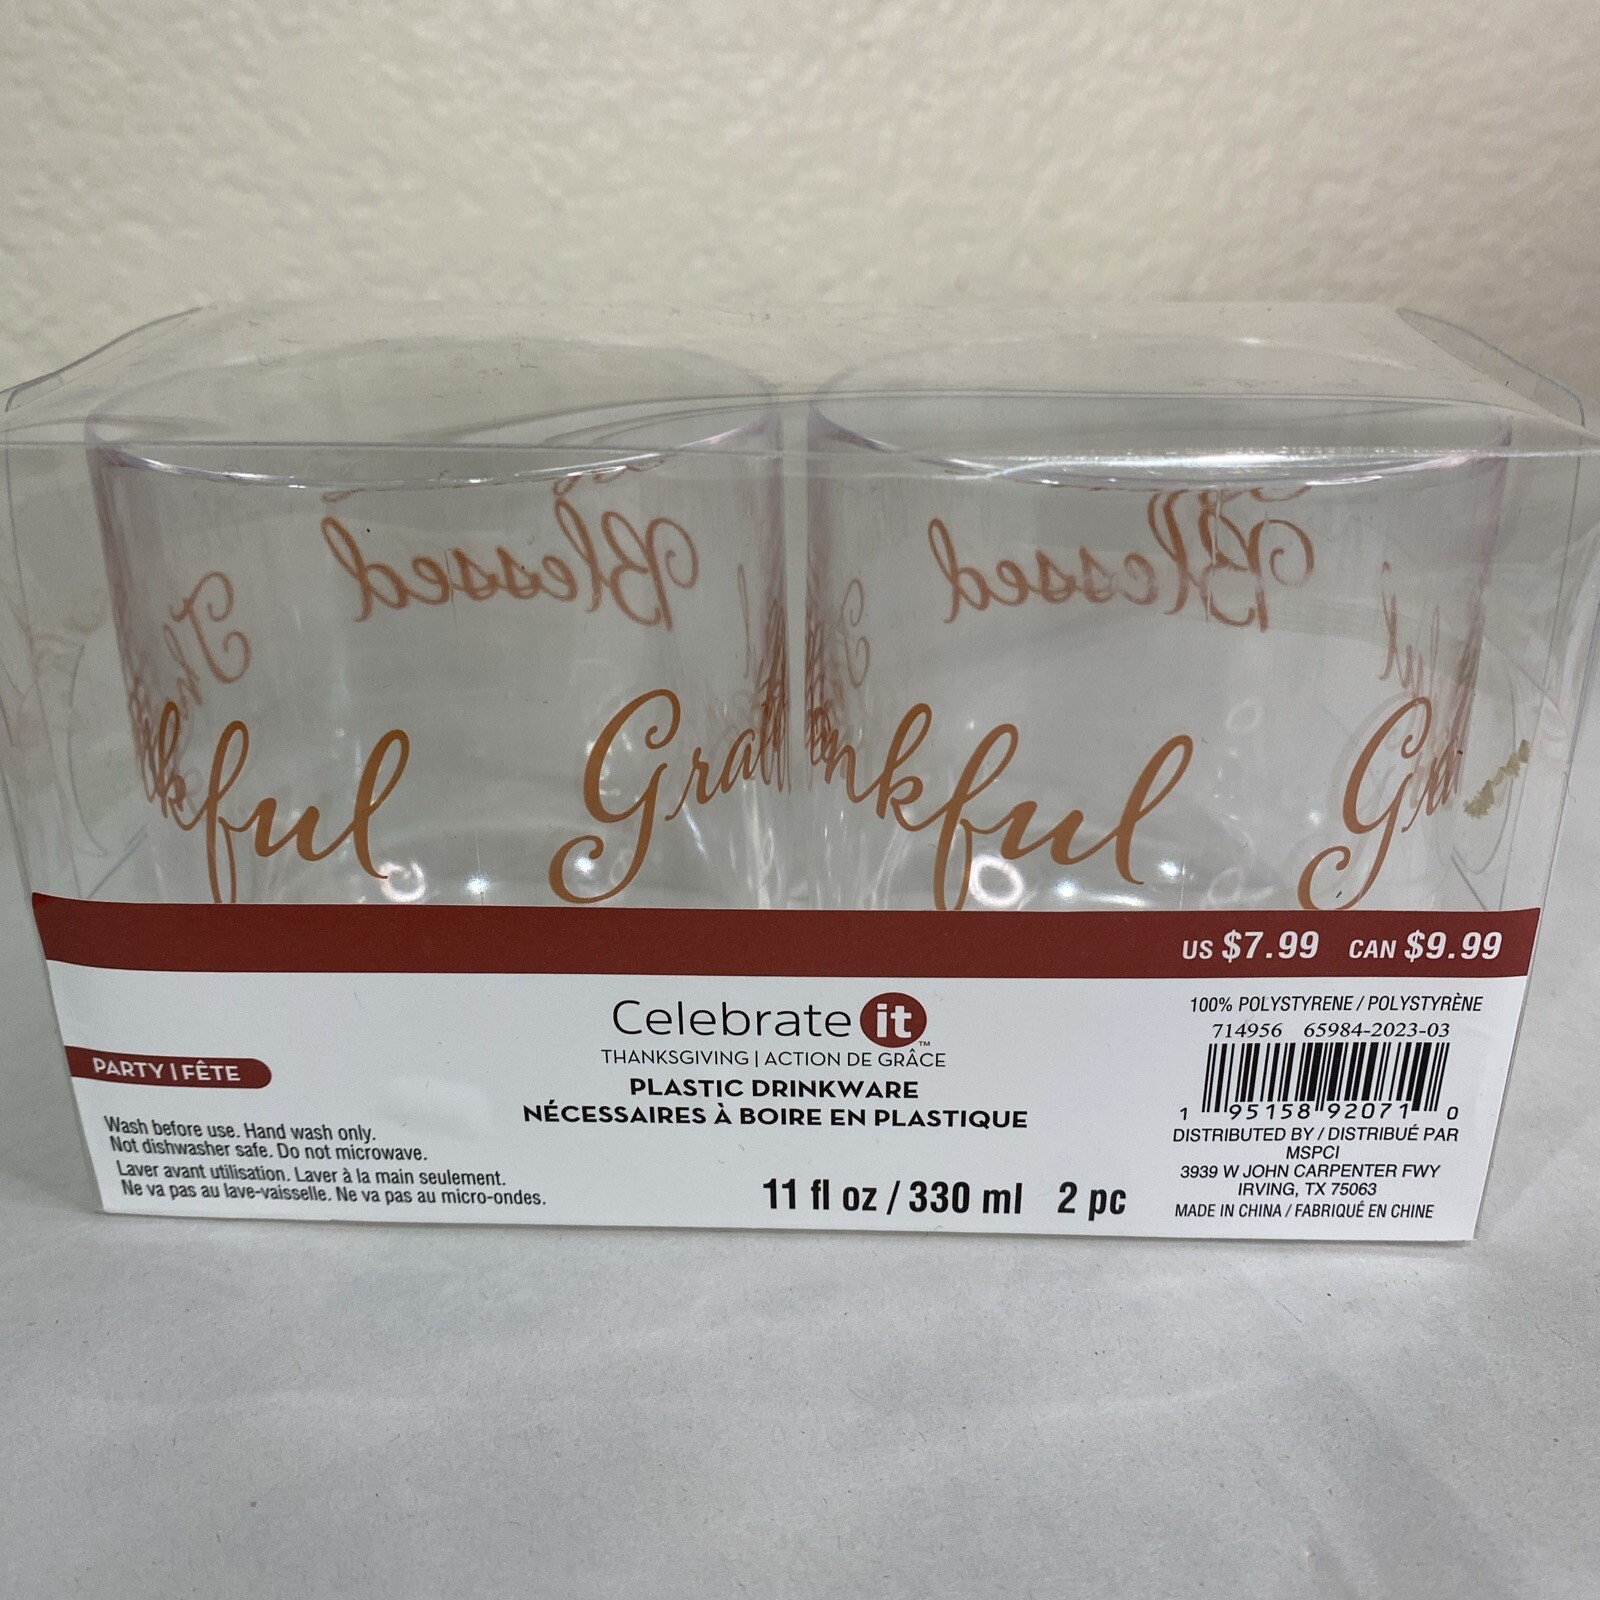 Blessed
Blessed
kful
nkful
US $7.99 CAN $9.99
Celebrate it™
THANKSGIVING | ACTION DE GRÂCE
PLASTIC DRINKWARE
NÉCESSAIRES À BOIRE EN PLASTIQUE
PARTY | FÊTE
Wash before use. Hand wash only.
Not dishwasher safe. Do not microwave.
Laver avant utilisation. Laver à la main seulement.
Ne va pas au lave-vaisselle. Ne va pas au micro-ondes.
11 fl oz / 330 ml 2 pc
100% POLYSTYRENE / POLYSTYRÈNE
714956 65984-2023-03
1 95158 92071 0
DISTRIBUTED BY / DISTRIBUÉ PAR
MSPCI
3939 W JOHN CARPENTER FWY
IRVING, TX 75063
MADE IN CHINA / FABRIQUÉ EN CHINE